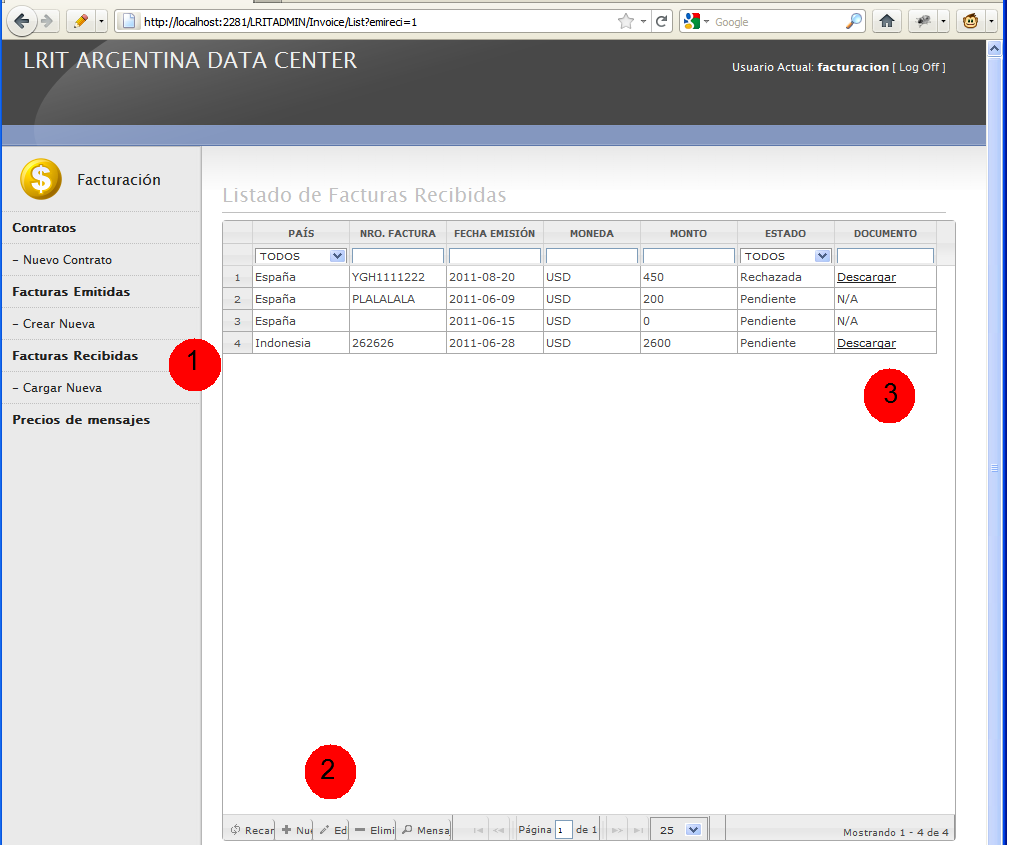 http://localhost:2281/LRITADMIN/Invoice/List?emireci=1 Google
LRIT ARGENTINA DATA CENTER
Usuario Actual: facturacion [ Log Off ]
Facturación
Contratos
- Nuevo Contrato
Facturas Emitidas
- Crear Nueva
Facturas Recibidas
- Cargar Nueva
Precios de mensajes
1
Listado de Facturas Recibidas
PAÍS NRO. FACTURA FECHA EMISIÓN MONEDA MONTO ESTADO DOCUMENTO
TODOS TODOS
1 España YGH1111222 2011-08-20 USD 450 Rechazada Descargar
2 España PLALALALA 2011-06-09 USD 200 Pendiente N/A
3 España 2011-06-15 USD 0 Pendiente N/A
4 Indonesia 262626 2011-06-28 USD 2600 Pendiente Descargar
3
2
Recar Nu Ed Elimi Mensa Página 1 de 1 25 Mostrando 1 - 4 de 4